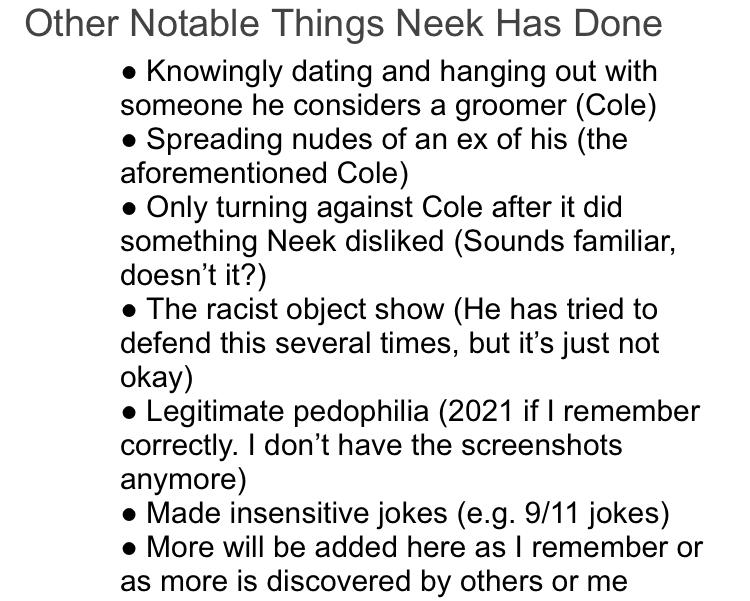 Other Notable Things Neek Has Done
● Knowingly dating and hanging out with
someone he considers a groomer (Cole)
● Spreading nudes of an ex of his (the
aforementioned Cole)
● Only turning against Cole after it did
something Neek disliked (Sounds familiar,
doesn’t it?)
● The racist object show (He has tried to
defend this several times, but it’s just not
okay)
● Legitimate pedophilia (2021 if I remember
correctly. I don’t have the screenshots
anymore)
● Made insensitive jokes (e.g. 9/11 jokes)
● More will be added here as I remember or
as more is discovered by others or me